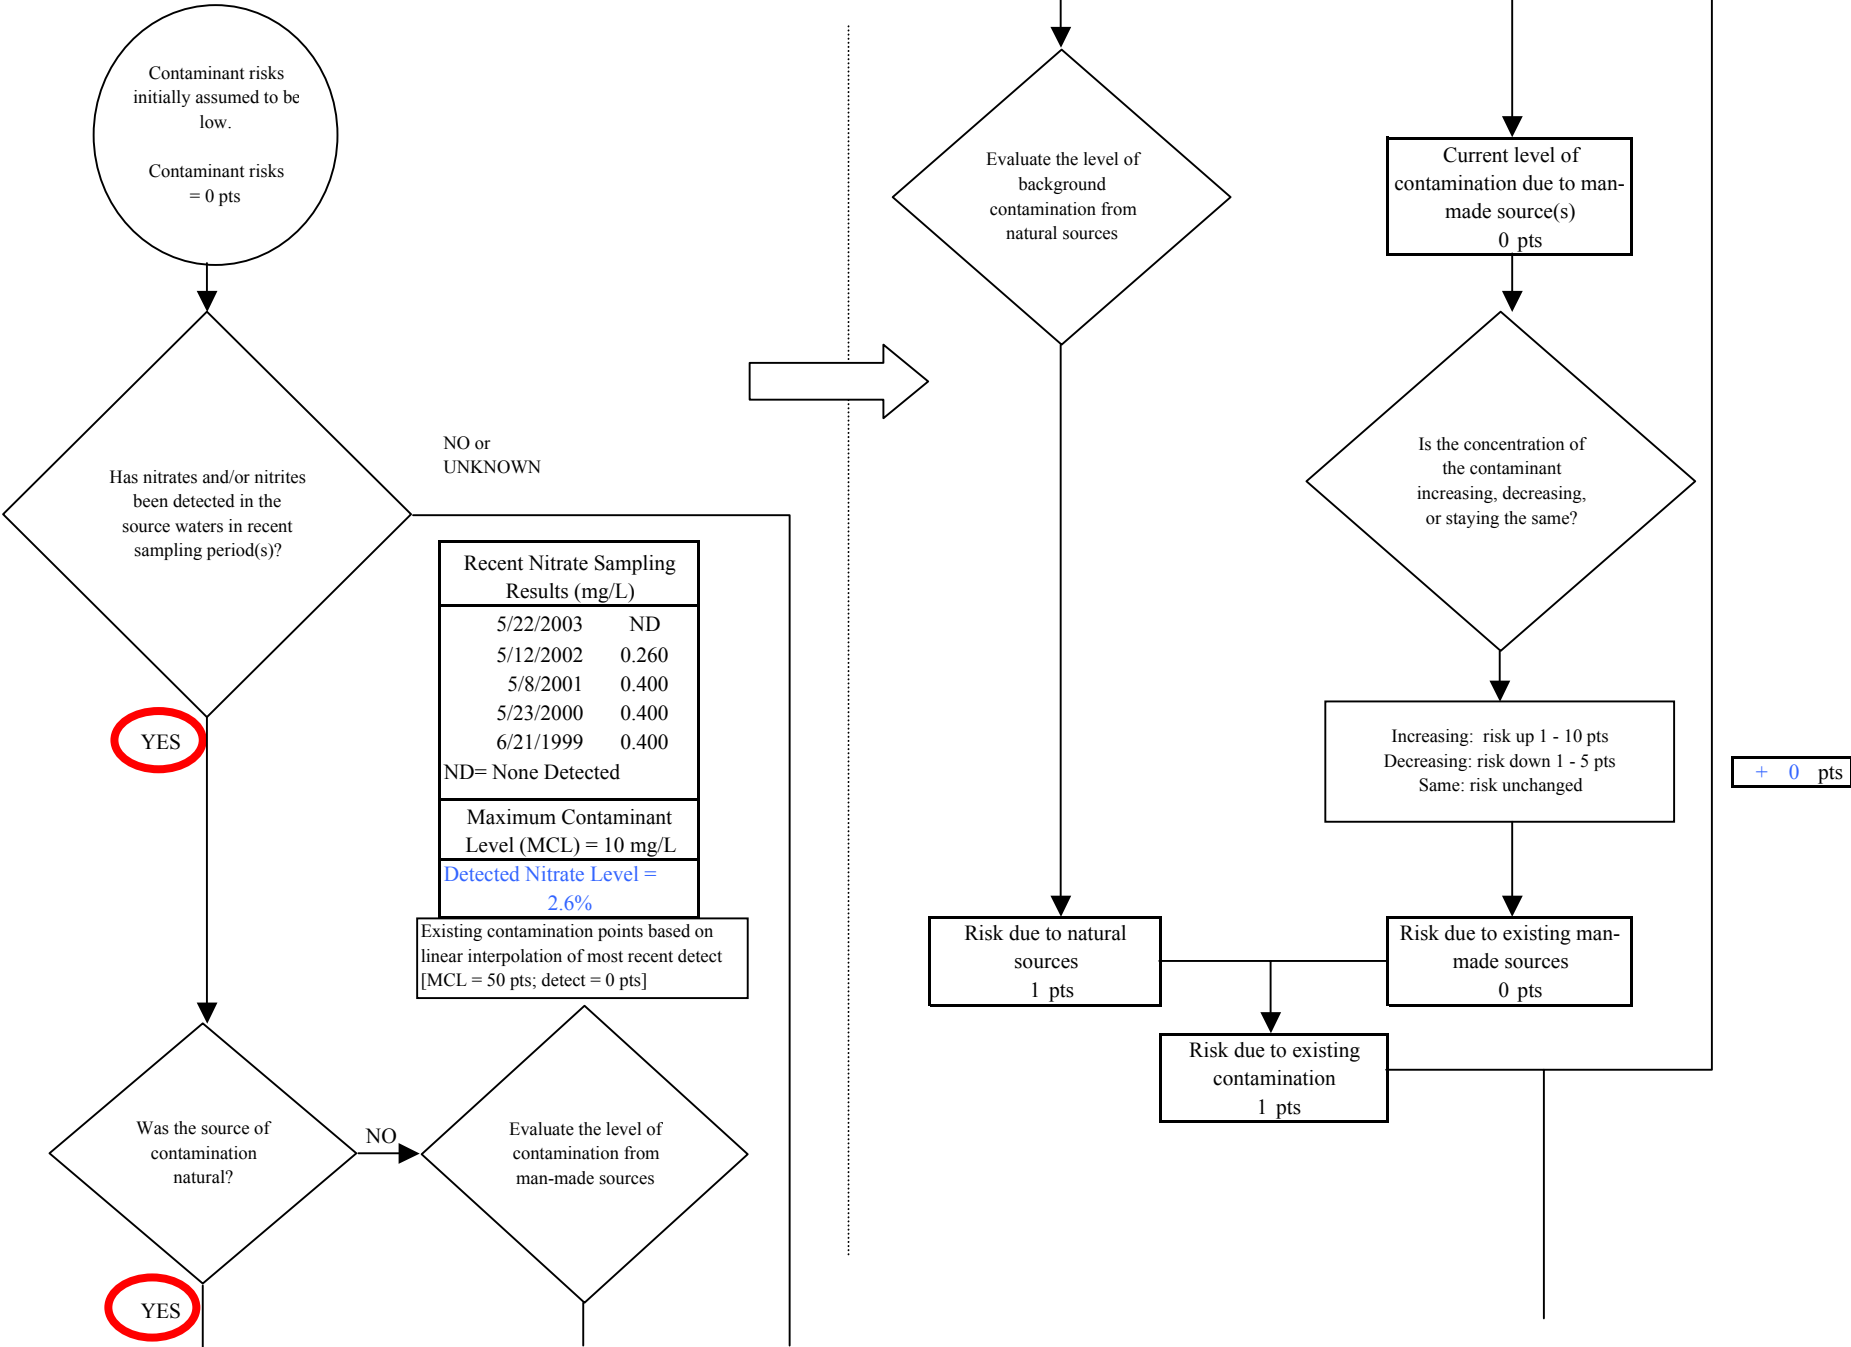 Contaminant risks
initially assumed to be
low.
Contaminant risks
= 0 pts
Has nitrates and/or nitrites
been detected in the
source waters in recent
sampling period(s)?
NO or
UNKNOWN
YES
Recent Nitrate Sampling
Results (mg/L)
5/22/2003 ND
5/12/2002 0.260
5/8/2001 0.400
5/23/2000 0.400
6/21/1999 0.400
ND= None Detected
Maximum Contaminant
Level (MCL) = 10 mg/L
Detected Nitrate Level =
2.6%
Existing contamination points based on
linear interpolation of most recent detect
[MCL = 50 pts; detect = 0 pts]
Was the source of
contamination
natural?
NO
Evaluate the level of
contamination from
man-made sources
YES
Evaluate the level of
background
contamination from
natural sources
Current level of
contamination due to man-
made source(s)
0 pts
Is the concentration of
the contaminant
increasing, decreasing,
or staying the same?
Increasing: risk up 1 - 10 pts
Decreasing: risk down 1 - 5 pts
Same: risk unchanged
+ 0 pts
Risk due to natural
sources
1 pts
Risk due to existing man-
made sources
0 pts
Risk due to existing
contamination
1 pts